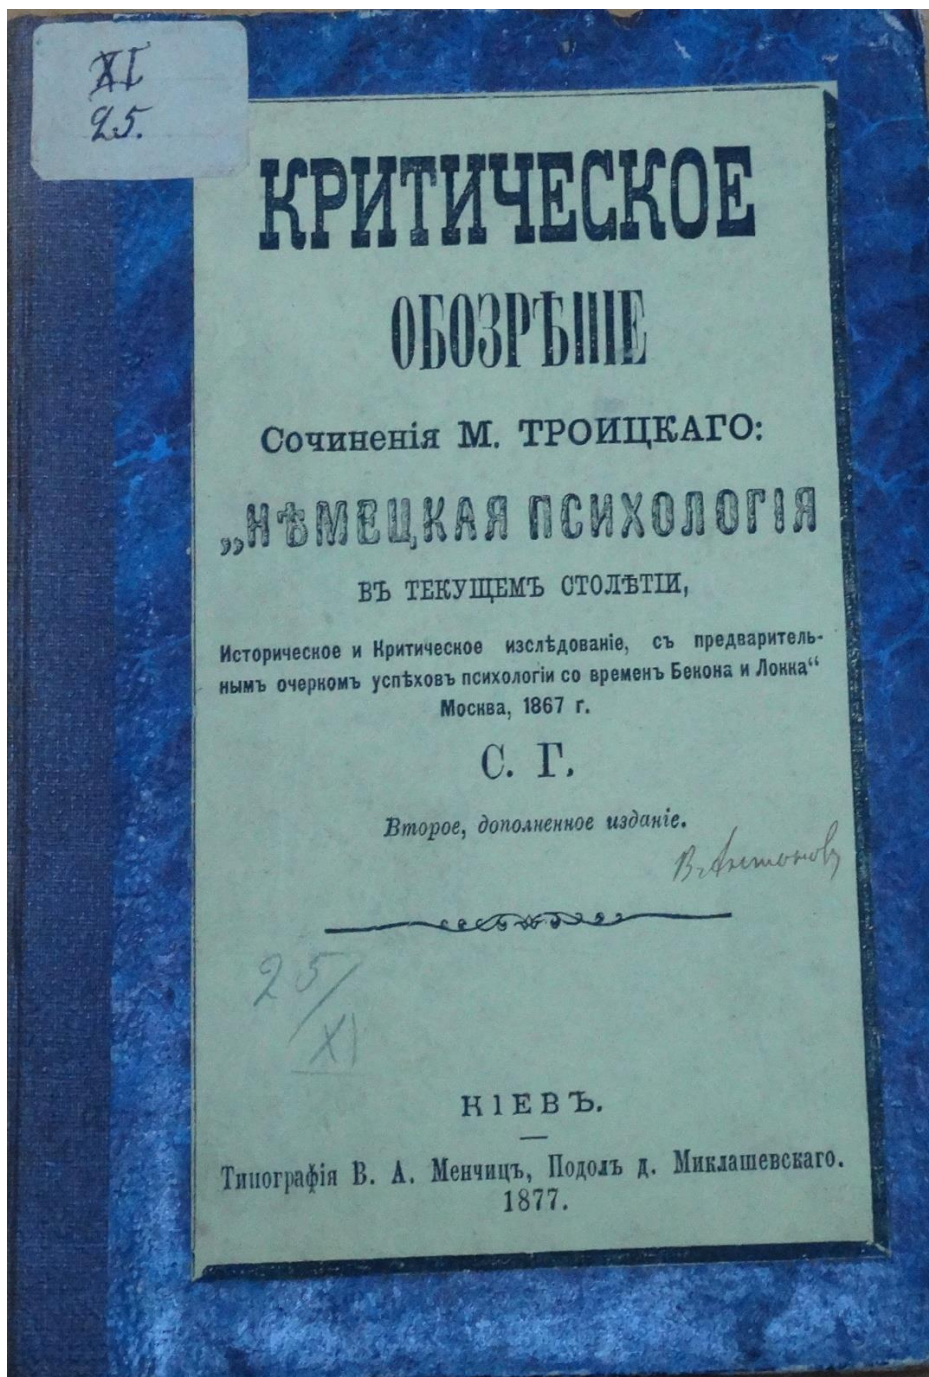 XI
25.
КРИТИЧЕСКОЕ
ОБОЗРѢНІЕ
Сочиненія М. ТРОИЦКАГО:
„НѢМЕЦКАЯ ПСИХОЛОГІЯ
ВЪ ТЕКУЩЕМЪ СТОЛѢТІИ,
Историческое и Критическое изслѣдованіе, съ предваритель-
нымъ очеркомъ успѣховъ психологіи со временъ Бекона и Локка“
Москва, 1867 г.
С. Г.
Второе, дополненное изданіе.
В. Антоновъ
25/
XI
КІЕВЪ.
Типографія В. А. Менчицъ, Подолъ д. Миклашевскаго.
1877.